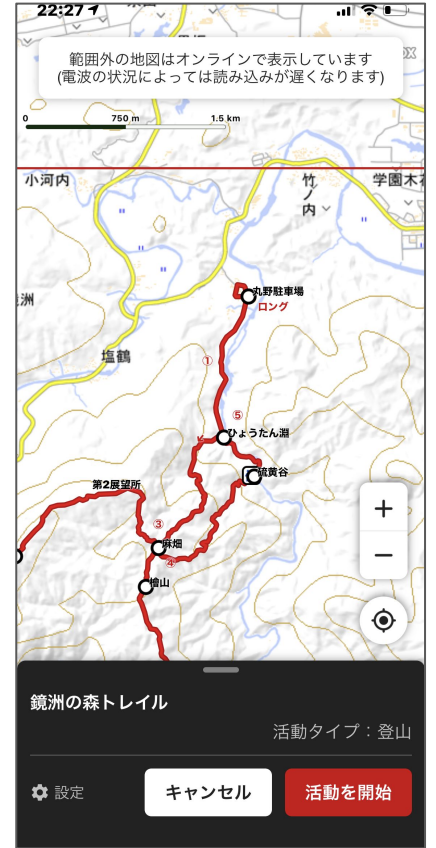 22:27
範囲外の地図はオンラインで表示しています
(電波の状況によっては読み込みが遅くなります)
0 750 m 1.5 km
小河内
竹ノ内
学園木花
洲
丸野駐車場
ロング
塩鶴
①
⑤
ひょうたん淵
硫黄谷
第2展望所
③
麻畑
④
檜山
鏡洲の森トレイル
活動タイプ：登山
設定
キャンセル
活動を開始